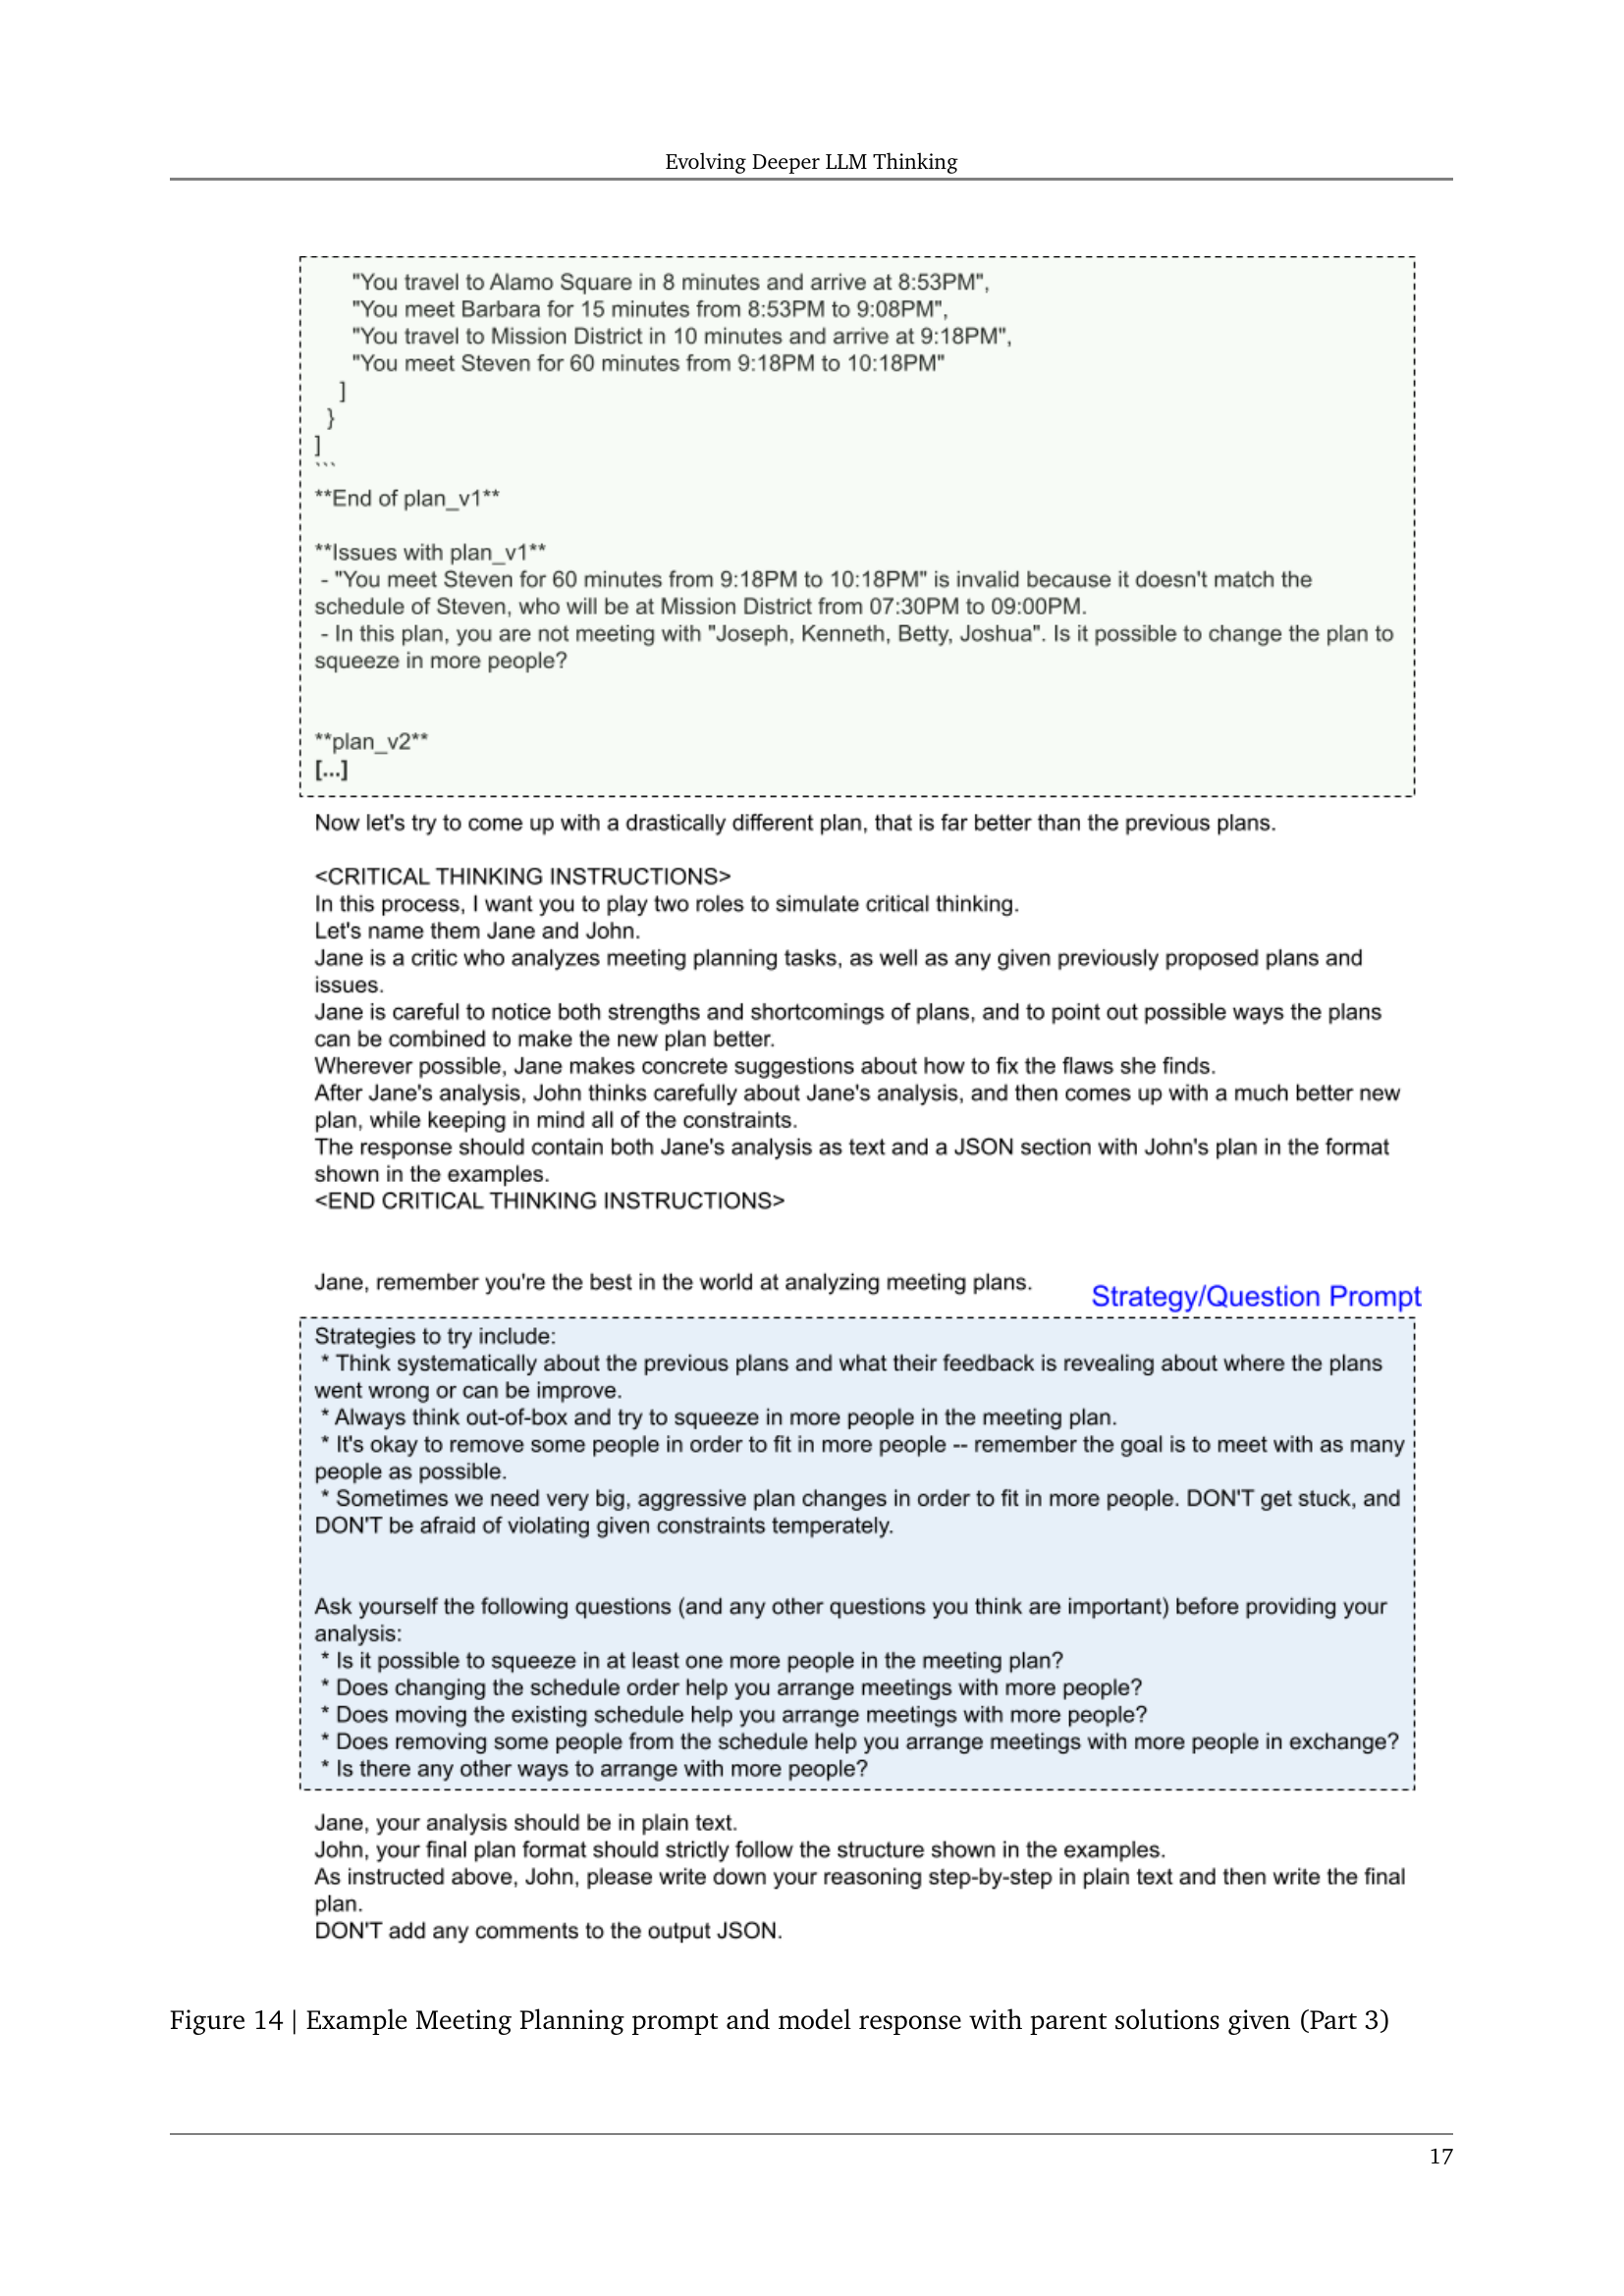 Evolving Deeper LLM Thinking
"You travel to Alamo Square in 8 minutes and arrive at 8:53PM",
"You meet Barbara for 15 minutes from 8:53PM to 9:08PM",
"You travel to Mission District in 10 minutes and arrive at 9:18PM",
"You meet Steven for 60 minutes from 9:18PM to 10:18PM"
]
}
]
```
**End of plan_v1**
**Issues with plan_v1**
- "You meet Steven for 60 minutes from 9:18PM to 10:18PM" is invalid because it doesn't match the
schedule of Steven, who will be at Mission District from 07:30PM to 09:00PM.
- In this plan, you are not meeting with "Joseph, Kenneth, Betty, Joshua". Is it possible to change the plan to
squeeze in more people?
**plan_v2**
[...]
Now let's try to come up with a drastically different plan, that is far better than the previous plans.
<CRITICAL THINKING INSTRUCTIONS>
In this process, I want you to play two roles to simulate critical thinking.
Let's name them Jane and John.
Jane is a critic who analyzes meeting planning tasks, as well as any given previously proposed plans and
issues.
Jane is careful to notice both strengths and shortcomings of plans, and to point out possible ways the plans
can be combined to make the new plan better.
Wherever possible, Jane makes concrete suggestions about how to fix the flaws she finds.
After Jane's analysis, John thinks carefully about Jane's analysis, and then comes up with a much better new
plan, while keeping in mind all of the constraints.
The response should contain both Jane's analysis as text and a JSON section with John's plan in the format
shown in the examples.
<END CRITICAL THINKING INSTRUCTIONS>
Jane, remember you're the best in the world at analyzing meeting plans.
Strategy/Question Prompt
Strategies to try include:
* Think systematically about the previous plans and what their feedback is revealing about where the plans
went wrong or can be improve.
* Always think out-of-box and try to squeeze in more people in the meeting plan.
* It's okay to remove some people in order to fit in more people -- remember the goal is to meet with as many
people as possible.
* Sometimes we need very big, aggressive plan changes in order to fit in more people. DON'T get stuck, and
DON'T be afraid of violating given constraints temperately.
Ask yourself the following questions (and any other questions you think are important) before providing your
analysis:
* Is it possible to squeeze in at least one more people in the meeting plan?
* Does changing the schedule order help you arrange meetings with more people?
* Does moving the existing schedule help you arrange meetings with more people?
* Does removing some people from the schedule help you arrange meetings with more people in exchange?
* Is there any other ways to arrange with more people?
Jane, your analysis should be in plain text.
John, your final plan format should strictly follow the structure shown in the examples.
As instructed above, John, please write down your reasoning step-by-step in plain text and then write the final
plan.
DON'T add any comments to the output JSON.
Figure 14 | Example Meeting Planning prompt and model response with parent solutions given (Part 3)
17